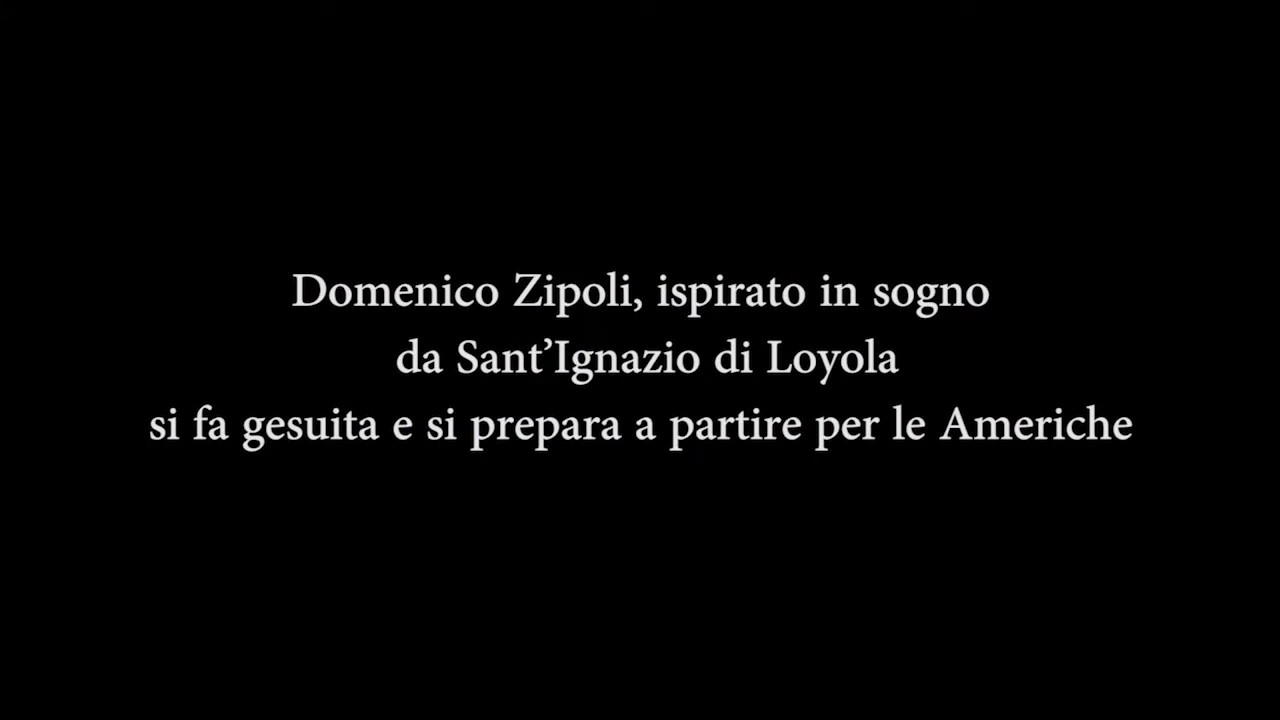 Domenico Zipoli, ispirato in sogno
da Sant’Ignazio di Loyola
si fa gesuita e si prepara a partire per le Americhe